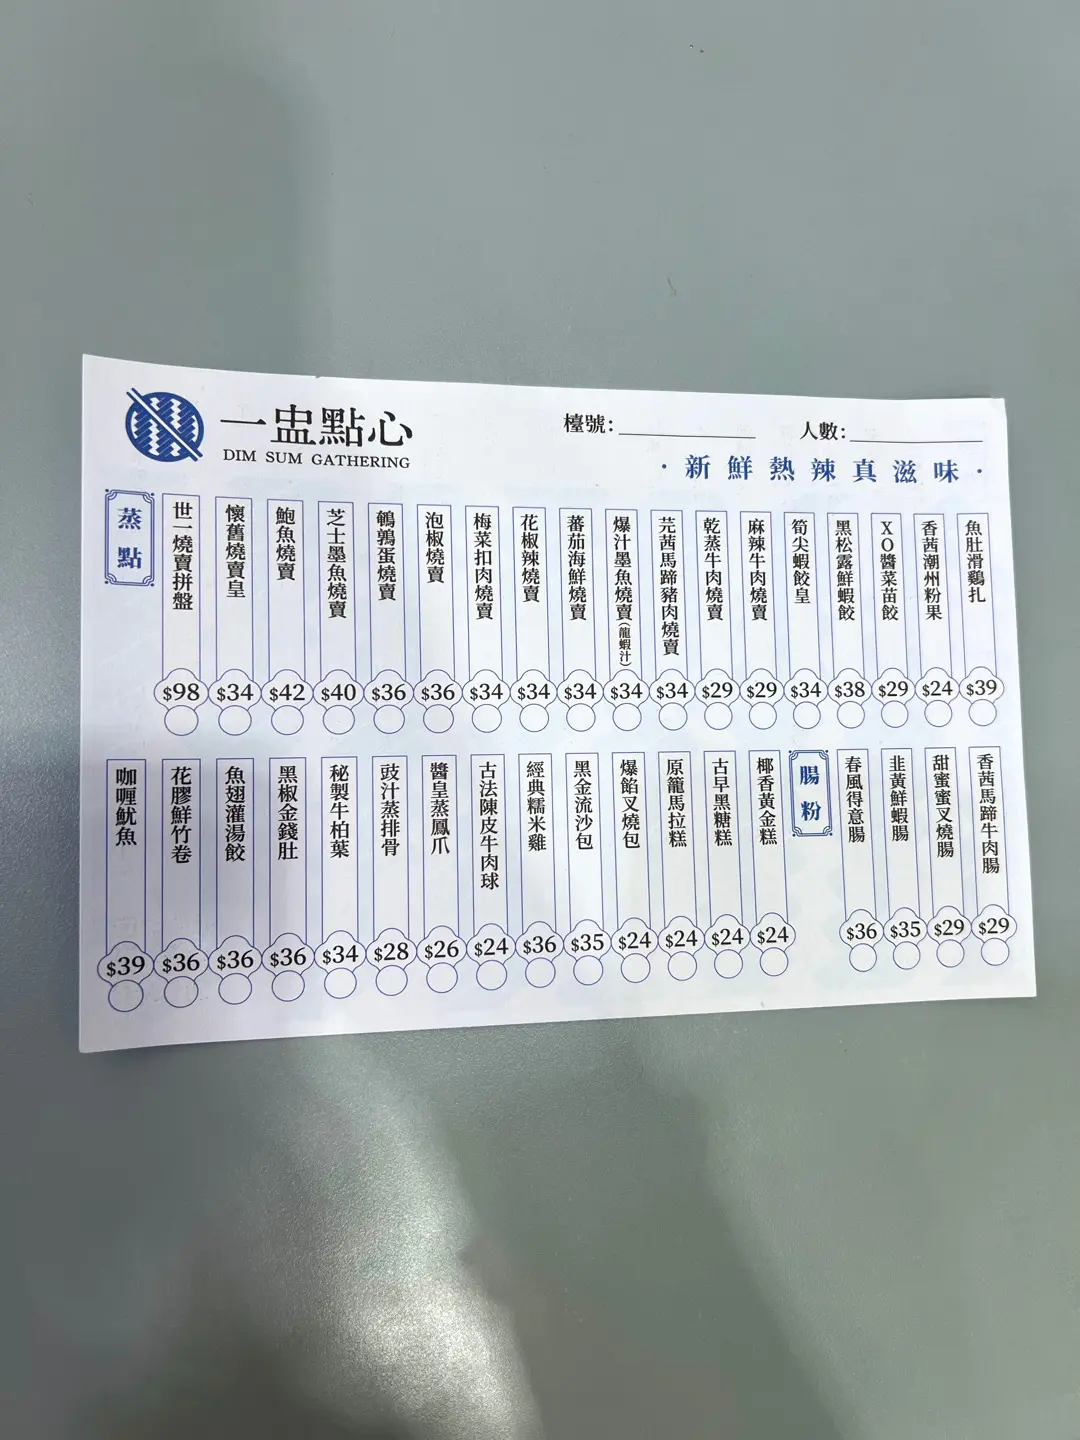 一盅點心
DIM SUM GATHERING
檯號：
人數：
· 新鮮熱辣真滋味 ·
蒸點
世一燒賣拼盤 $98
懷舊燒賣皇 $34
鮑魚燒賣 $42
芝士墨魚燒賣 $40
鵪鶉蛋燒賣 $36
泡椒燒賣 $36
梅菜扣肉燒賣 $34
花椒辣燒賣 $34
蕃茄海鮮燒賣 $34
爆汁墨魚燒賣(龍蝦汁) $34
芫茜馬蹄豬肉燒賣 $34
乾蒸牛肉燒賣 $29
麻辣牛肉燒賣 $29
筍尖蝦餃皇 $34
黑松露鮮蝦餃 $38
XO醬菜苗餃 $29
香茜潮州粉果 $24
魚肚滑鷄扎 $39
咖喱魷魚 $39
花膠鮮竹卷 $36
魚翅灌湯餃 $36
黑椒金錢肚 $36
秘製牛柏葉 $34
豉汁蒸排骨 $28
醬皇蒸鳳爪 $26
古法陳皮牛肉球 $24
經典糯米雞 $36
黑金流沙包 $35
爆餡叉燒包 $24
原籠馬拉糕 $24
古早黑糖糕 $24
椰香黃金糕 $24
腸粉
春風得意腸 $36
韭黃鮮蝦腸 $35
甜蜜蜜叉燒腸 $29
香茜馬蹄牛肉腸 $29